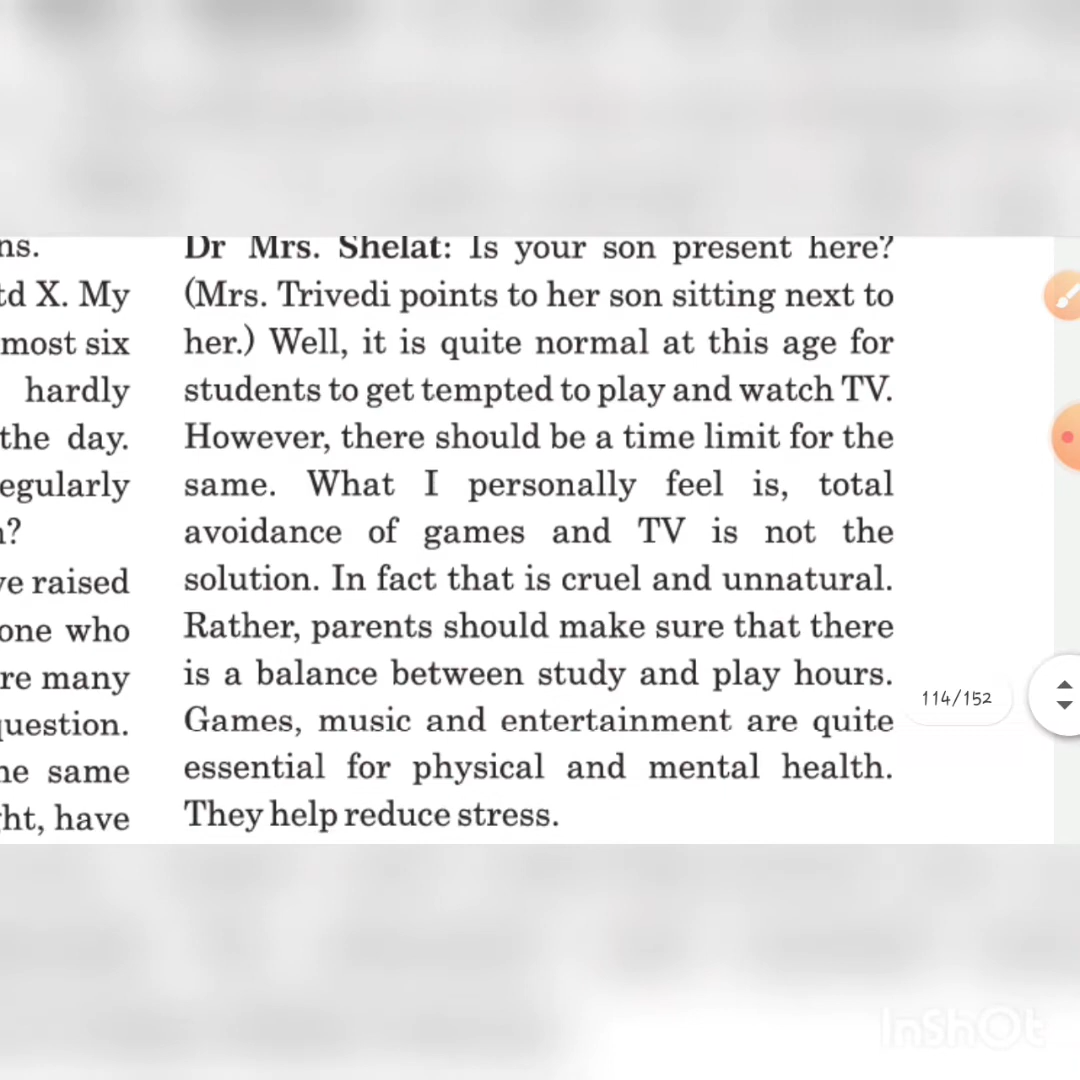 ns.
td X. My
most six
hardly
the day.
egularly
n?
ve raised
one who
re many
question.
he same
ght, have
Dr Mrs. Shelat: Is your son present here?
(Mrs. Trivedi points to her son sitting next to
her.) Well, it is quite normal at this age for
students to get tempted to play and watch TV.
However, there should be a time limit for the
same. What I personally feel is, total
avoidance of games and TV is not the
solution. In fact that is cruel and unnatural.
Rather, parents should make sure that there
is a balance between study and play hours.
Games, music and entertainment are quite
essential for physical and mental health.
They help reduce stress.
114/152
InShOt